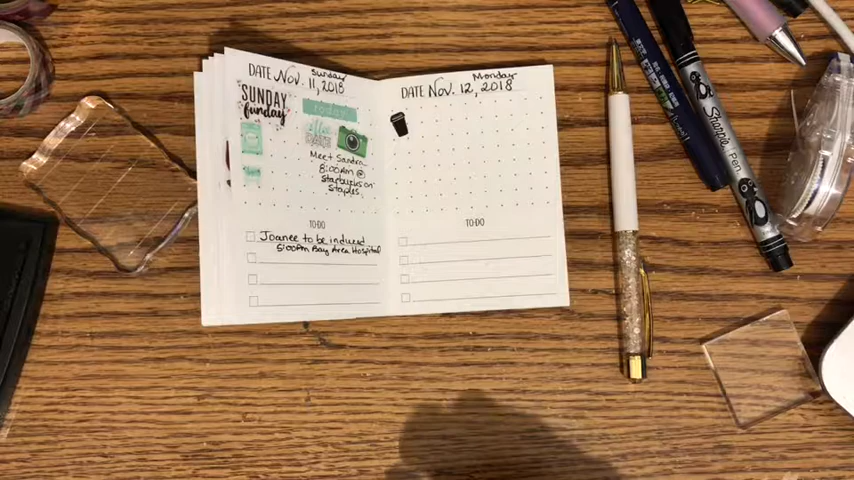 Sunday
DATE Nov. 11, 2018
SUNDAY
funday
today
Meet Sandra
8:00am @
Starbucks on
Staples
TO-DO
Joanee to be induced
5:00pm Bay Area Hospital
Monday
DATE Nov. 12, 2018
TO-DO
Sharpie PEN